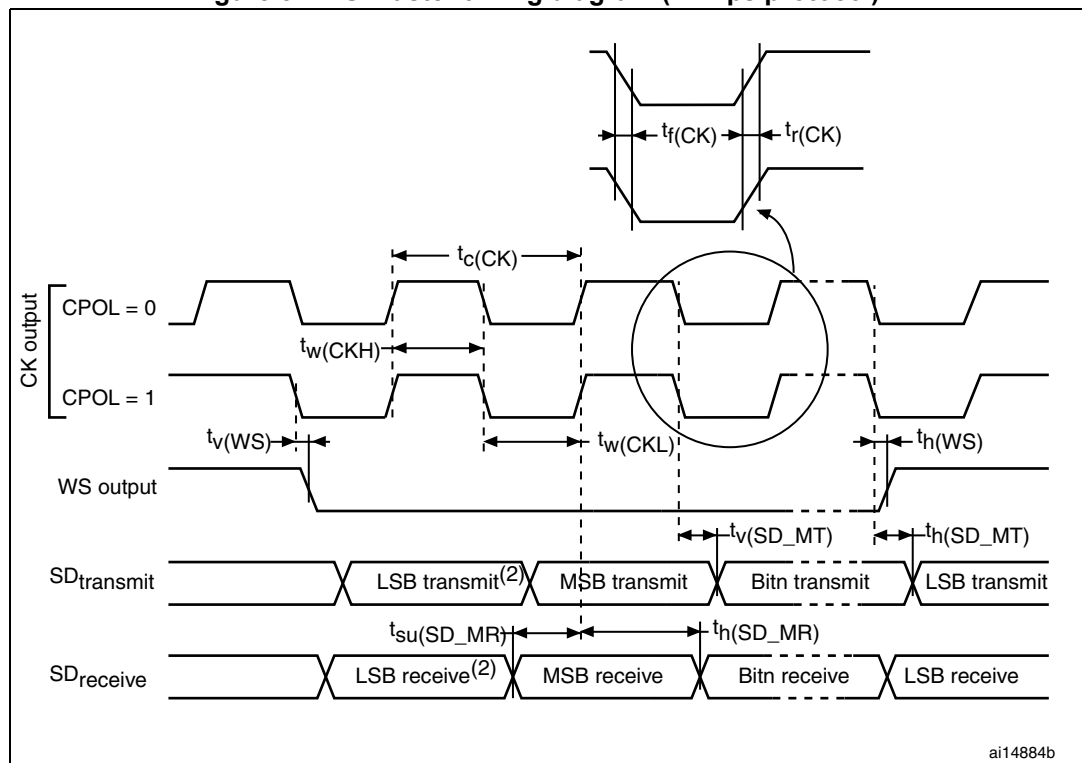 tf(CK)
tr(CK)
tc(CK)
CK output
CPOL = 0
tw(CKH)
CPOL = 1
tv(WS)
tw(CKL)
th(WS)
WS output
tv(SD_MT)
th(SD_MT)
SDtransmit
LSB transmit(2)
MSB transmit
Bitn transmit
LSB transmit
tsu(SD_MR)
th(SD_MR)
SDreceive
LSB receive(2)
MSB receive
Bitn receive
LSB receive
ai14884b